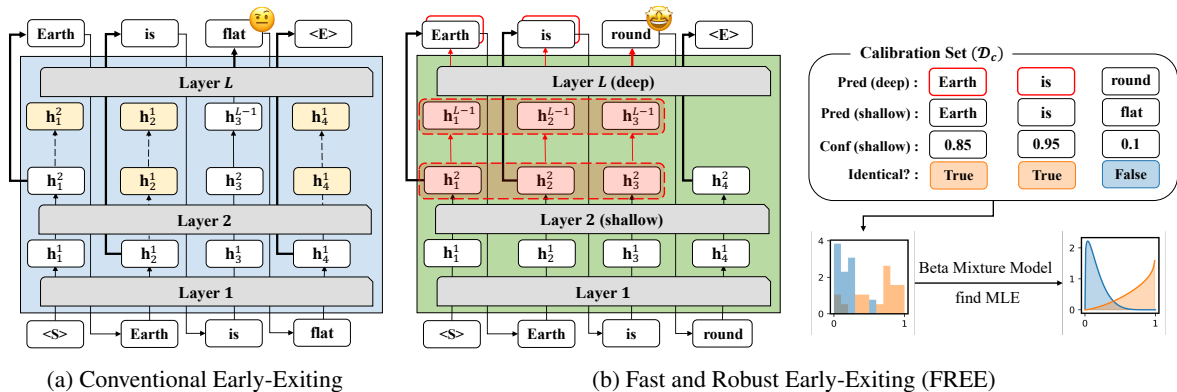 Earth is flat <E>
Layer L
h_1^2 h_2^1 h_3^{L-1} h_4^1
h_1^2 h_2^1 h_3^2 h_4^1
Layer 2
h_1^1 h_2^1 h_3^1 h_4^1
Layer 1
<S> Earth is flat
(a) Conventional Early-Exiting
Earth is round <E>
Layer L (deep)
h_1^{L-1} h_2^{L-1} h_3^{L-1}
h_1^2 h_2^2 h_3^2 h_4^2
Layer 2 (shallow)
h_1^1 h_2^1 h_3^1 h_4^1
Layer 1
<S> Earth is round
Calibration Set (𝒟_c)
Pred (deep) : Earth is round
Pred (shallow) : Earth is flat
Conf (shallow) : 0.85 0.95 0.1
Identical? : True True False
4
2
0
0 1
Beta Mixture Model
find MLE
2
1
0
0 1
(b) Fast and Robust Early-Exiting (FREE)